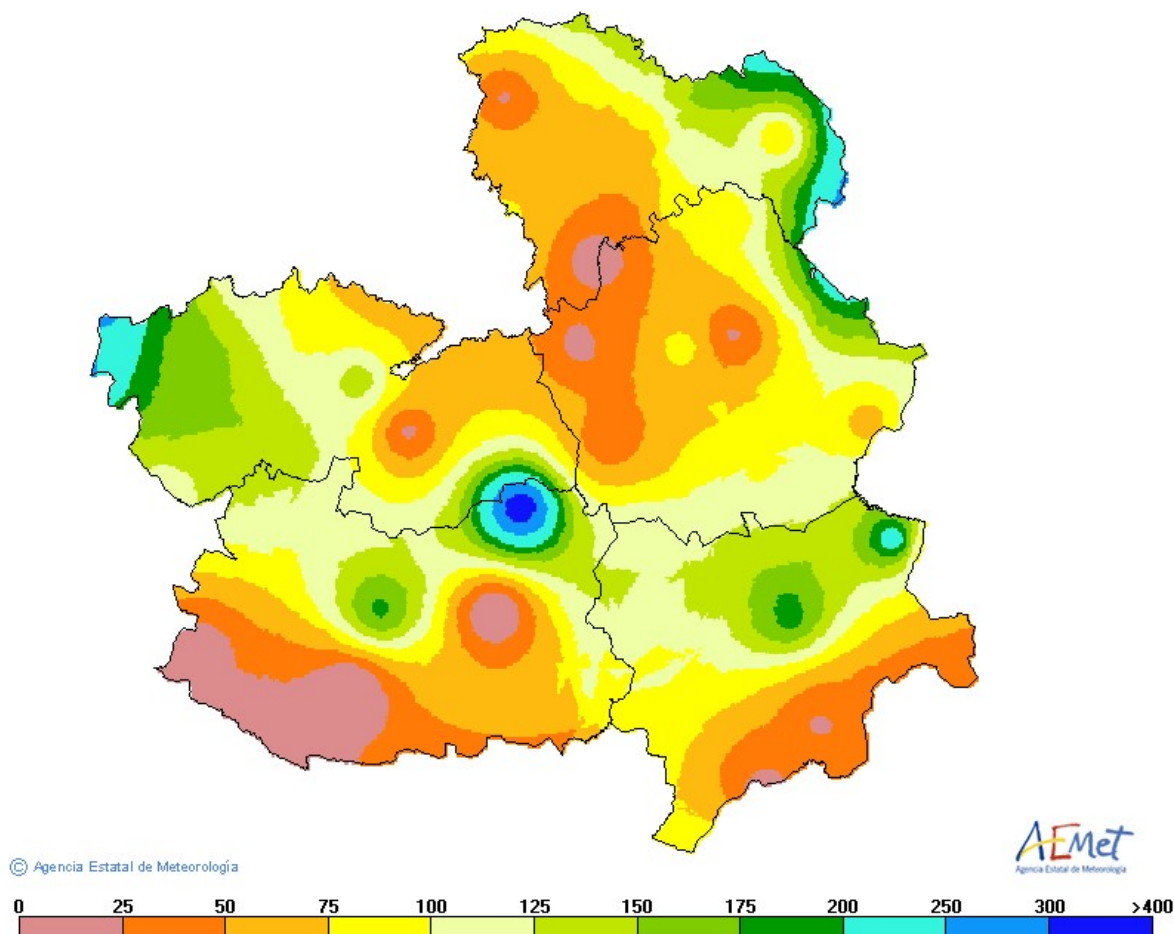 AEMet
Agencia Estatal de Meteorología
© Agencia Estatal de Meteorología
0 25 50 75 100 125 150 175 200 250 300 >400